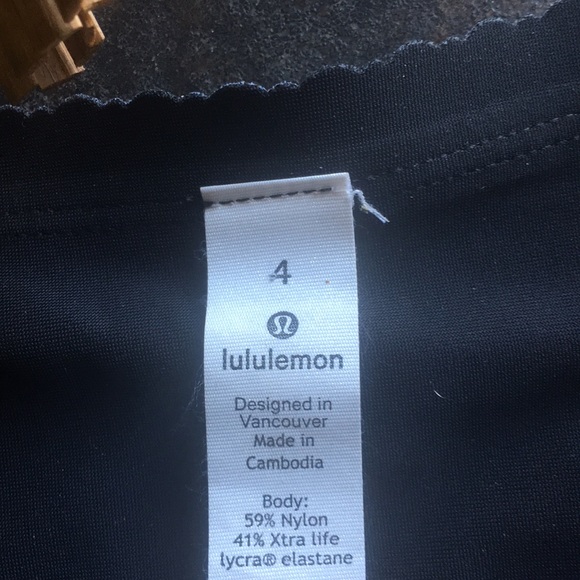 4
lululemon
Designed in
Vancouver
Made in
Cambodia
Body:
59% Nylon
41% Xtra life
lycra® elastane